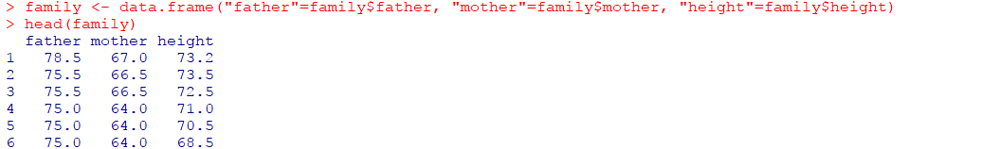 > family <- data.frame("father"=family$father, "mother"=family$mother, "height"=family$height)
> head(family)
  father mother height
1   78.5   67.0   73.2
2   75.5   66.5   73.5
3   75.5   66.5   72.5
4   75.0   64.0   71.0
5   75.0   64.0   70.5
6   75.0   64.0   68.5